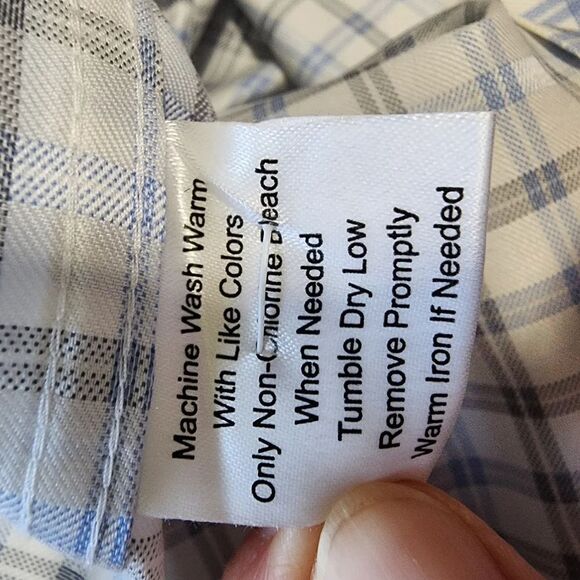 Machine Wash Warm
With Like Colors
Only Non-Chlorine Bleach
When Needed
Tumble Dry Low
Remove Promptly
Warm Iron If Needed